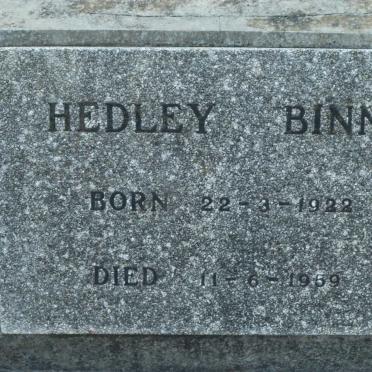 HEDLEY BINN
BORN 22-3-1922
DIED 11-6-1959